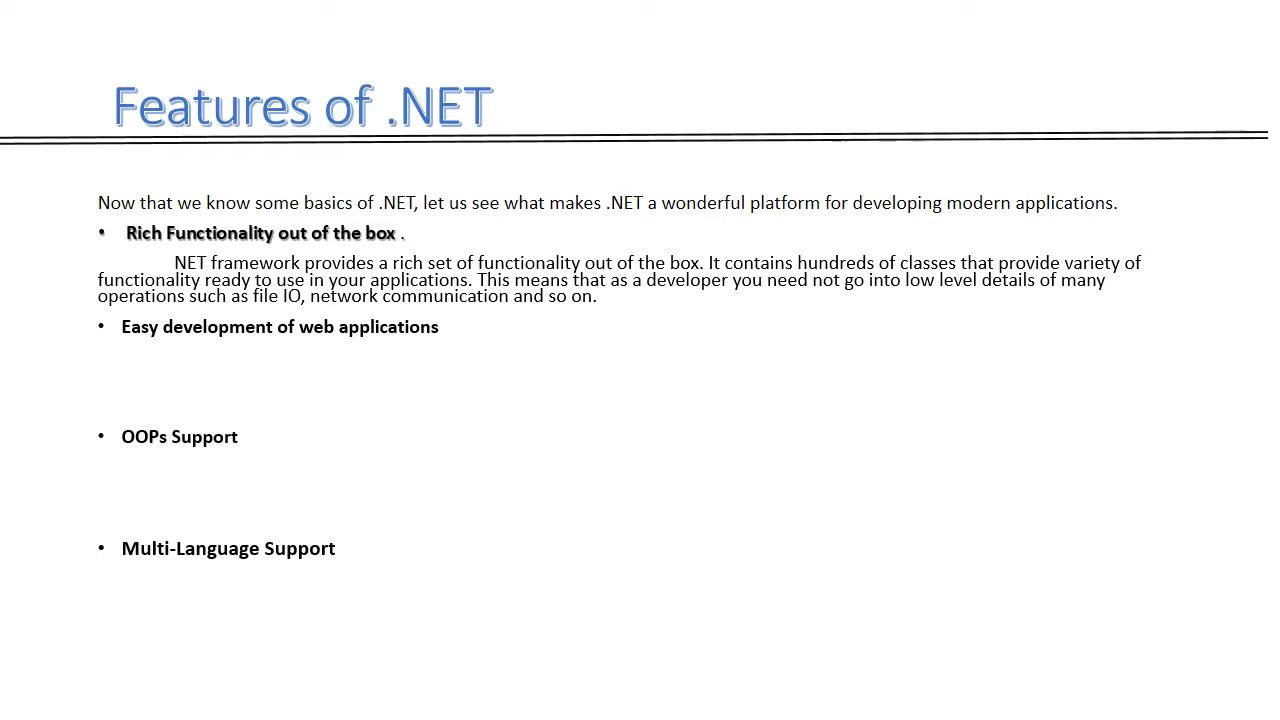 Features of .NET
Now that we know some basics of .NET, let us see what makes .NET a wonderful platform for developing modern applications.
• Rich Functionality out of the box .
NET framework provides a rich set of functionality out of the box. It contains hundreds of classes that provide variety of
functionality ready to use in your applications. This means that as a developer you need not go into low level details of many
operations such as file IO, network communication and so on.
• Easy development of web applications
• OOPs Support
• Multi-Language Support